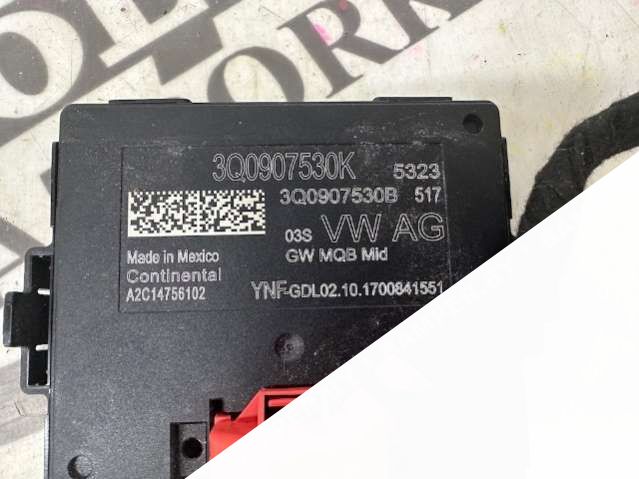 3Q0907530K 5323
3Q0907530B 517
03S VW AG
Made in Mexico GW MQB Mid
Continental
A2C14756102 YNF-GDL02.10.1700841551